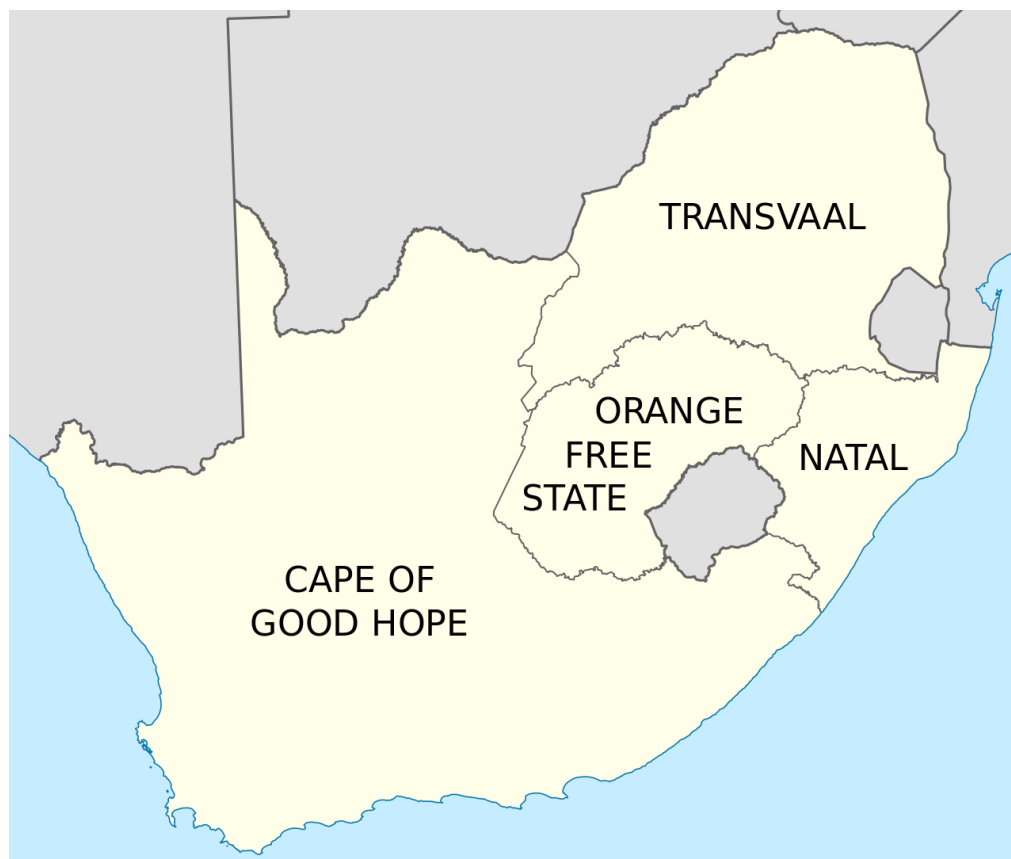 TRANSVAAL
ORANGE
FREE
STATE
NATAL
CAPE OF
GOOD HOPE